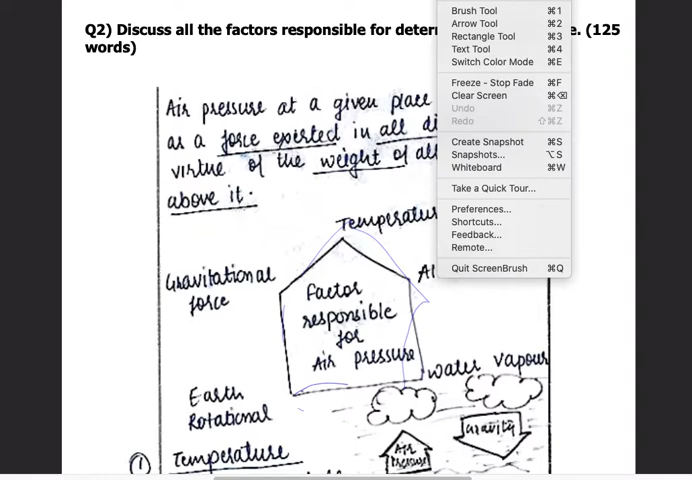 Q2) Discuss all the factors responsible for deter e. (125
words)
Brush Tool ⌘1
Arrow Tool ⌘2
Rectangle Tool ⌘3
Text Tool ⌘4
Switch Color Mode ⌘E
Freeze - Stop Fade ⌘F
Clear Screen ⌘⌫
Undo ⌘Z
Redo ⇧⌘Z
Create Snapshot ⌘S
Snapshots... ⌥S
Whiteboard ⌘W
Take a Quick Tour...
Preferences...
Shortcuts...
Feedback...
Remote...
Quit ScreenBrush ⌘Q
Air pressure at a given place
as a force exerted in all di
virtue of the weight of all
above it.
Temperatur
Gravitational
force
Factor
responsible
for
Air pressure
water vapour
Earth
Rotational
Gravity
Air
Pressure
① Temperature